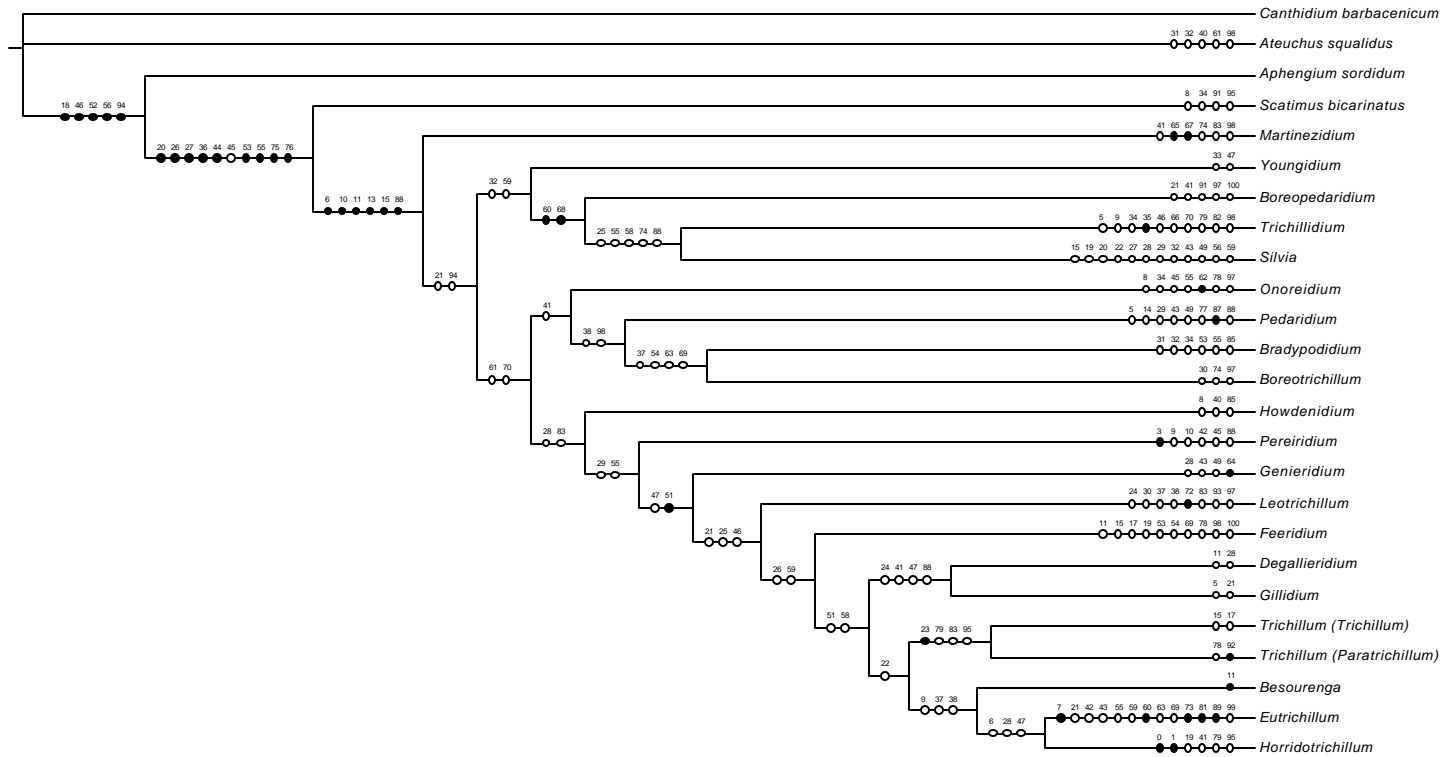 Canthidium barbacenicum
31 32 40 61 98
Ateuchus squalidus
Aphengium sordidum
18 46 52 56 94
8 34 91 95
Scatimus bicarinatus
41 65 67 74 83 98
Martinezidium
20 26 27 36 44 45 53 55 75 76
33 47
Youngidium
32 59
21 41 91 97 100
Boreopedaridium
6 10 11 13 15 88
60 68
5 9 34 35 46 66 70 79 82 98
Trichillidium
25 55 58 74 88
15 19 20 22 27 28 29 32 43 49 56 59
Silvia
21 94
8 34 45 55 62 78 97
Onoreidium
41
5 14 29 43 49 77 87 88
Pedaridium
38 98
31 32 34 53 55 85
Bradypodidium
37 54 63 69
30 74 97
Boreotrichillum
61 70
8 40 85
Howdenidium
28 83
3 9 10 42 45 88
Pereiridium
29 55
28 43 49 64
Genieridium
47 51
24 30 37 38 72 83 93 97
Leotrichillum
21 25 46
11 15 17 19 53 54 69 78 98 100
Feeridium
26 59
11 28
Degallieridium
24 41 47 88
5 21
Gillidium
51 58
15 17
Trichillum (Trichillum)
23 79 83 95
78 92
Trichillum (Paratrichillum)
22
11
Besourenga
9 37 38
7 21 42 43 55 59 60 63 69 73 81 89 99
Eutrichillum
6 28 47
0 1 19 41 79 95
Horridotrichillum